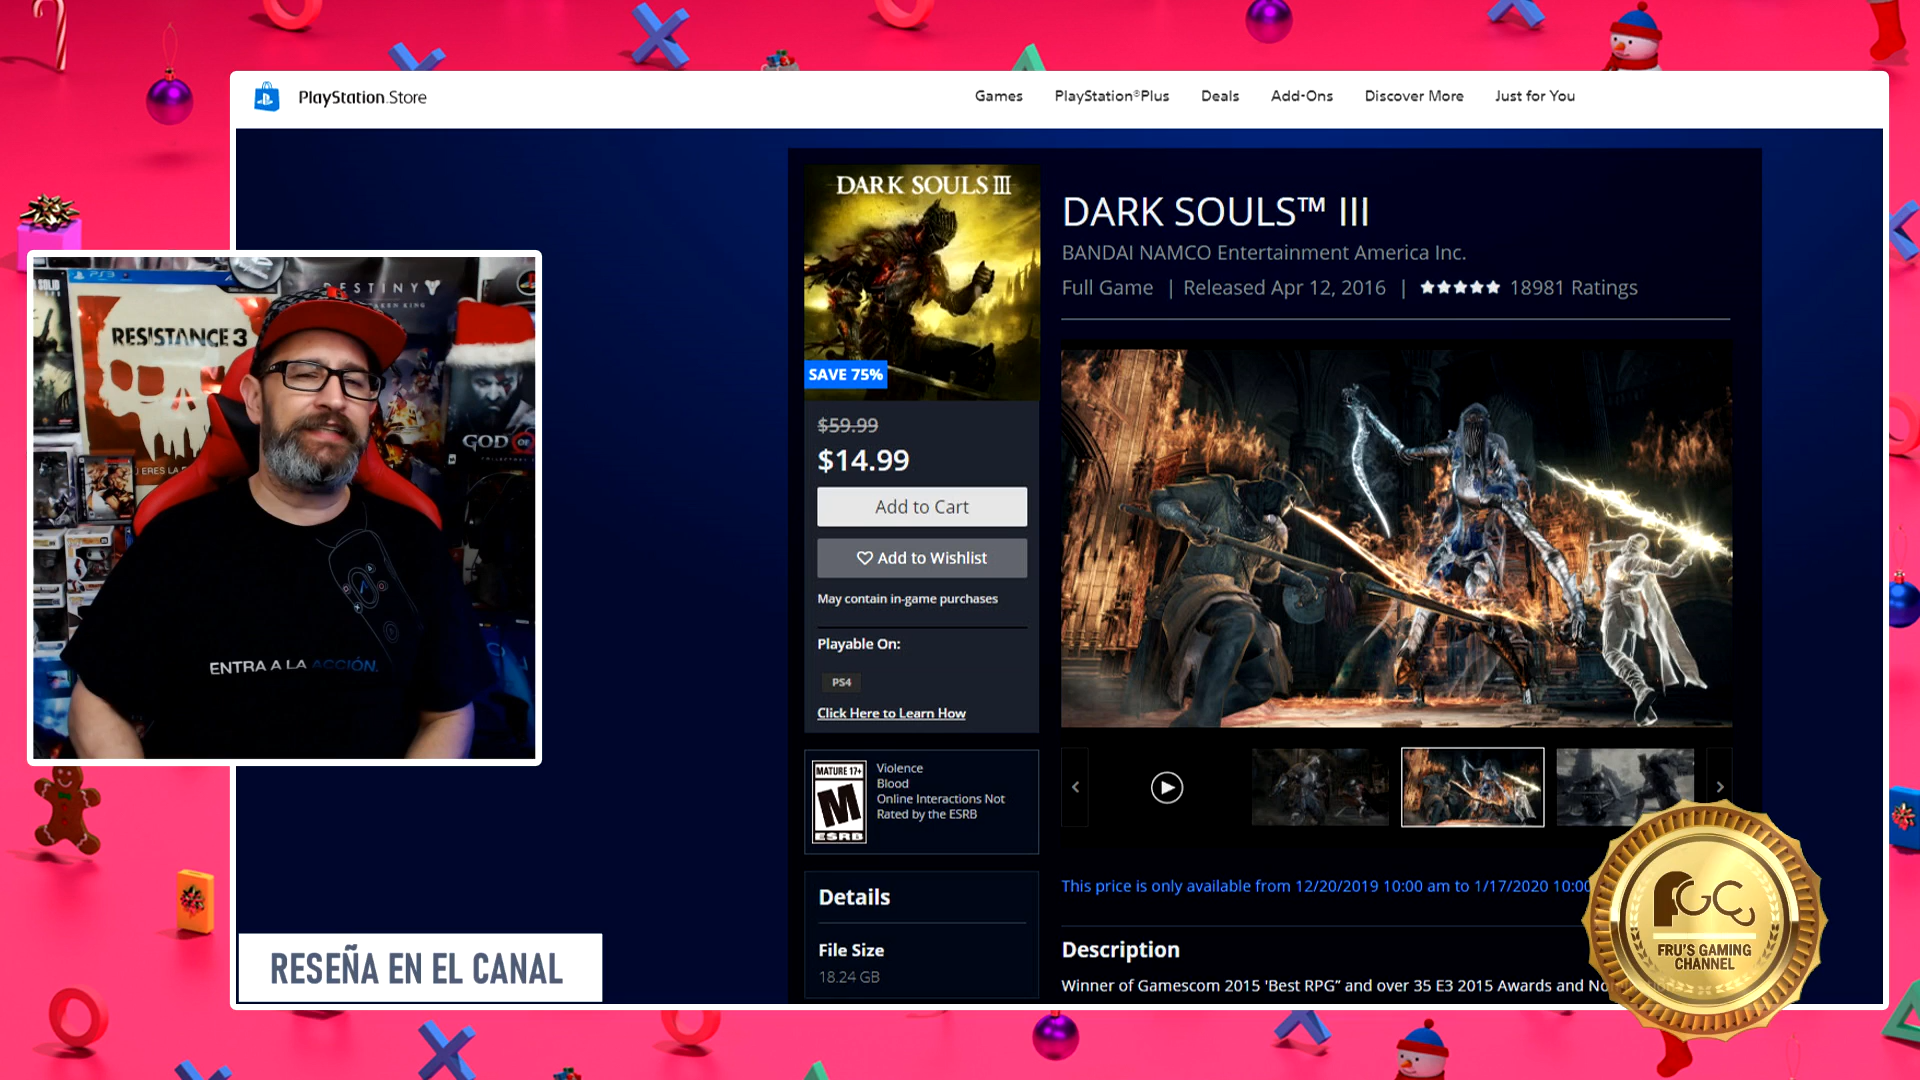 PlayStation.Store
Games
PlayStation®Plus
Deals
Add-Ons
Discover More
Just for You
DARK SOULS III
SAVE 75%
$59.99
$14.99
Add to Cart
Add to Wishlist
May contain in-game purchases
Playable On:
PS4
Click Here to Learn How
MATURE 17+
M
ESRB
Violence
Blood
Online Interactions Not
Rated by the ESRB
Details
File Size
18.24 GB
DARK SOULS™ III
BANDAI NAMCO Entertainment America Inc.
Full Game | Released Apr 12, 2016 | 18981 Ratings
This price is only available from 12/20/2019 10:00 am to 1/17/2020 10:00
Description
Winner of Gamescom 2015 'Best RPG” and over 35 E3 2015 Awards and
PS3
RESISTANCE 3
ERES LA
DESTINY
GOD OF
ENTRA A LA ACCIÓN.
RESEÑA EN EL CANAL
FGC
FRU'S GAMING
CHANNEL